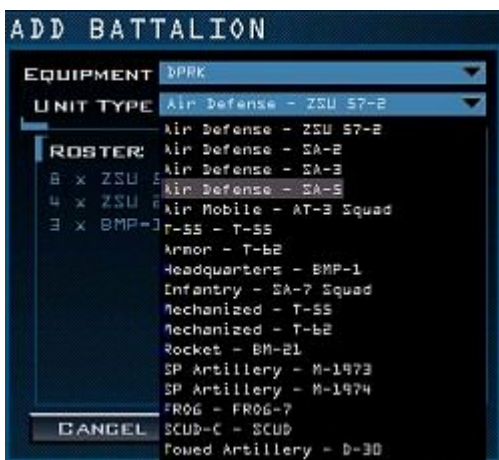 ADD BATTALION
EQUIPMENT DPRK
UNIT TYPE Air Defense - ZSU 57-2
Air Defense - ZSU 57-2
ROSTER:
Air Defense - SA-2
Air Defense - SA-3
8 x ZSU
Air Defense - SA-5
4 x ZSU
Air Mobile - AT-3 Squad
3 x BMP-1
T-55 - T-55
Armor - T-62
Headquarters - BMP-1
Infantry - SA-7 Squad
Mechanized - T-55
Mechanized - T-62
Rocket - BM-21
SP Artillery - M-1973
SP Artillery - M-1974
FROG - FROG-7
CANCEL
SCUD-C - SCUD
Towed Artillery - D-30